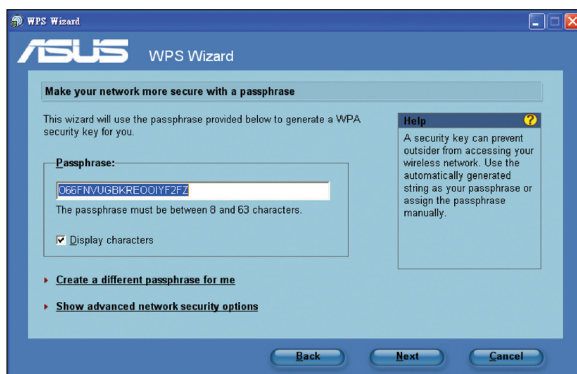 WPS Wizard
ASUS WPS Wizard
Make your network more secure with a passphrase
This wizard will use the passphrase provided below to generate a WPA
security key for you.
Passphrase:
O66FNVUGBKREOOIYF2FZ
The passphrase must be between 8 and 63 characters.
Display characters
Create a different passphrase for me
Show advanced network security options
Help
?
A security key can prevent
outsider from accessing your
wireless network. Use the
automatically generated
string as your passphrase or
assign the passphrase
manually.
Back Next Cancel